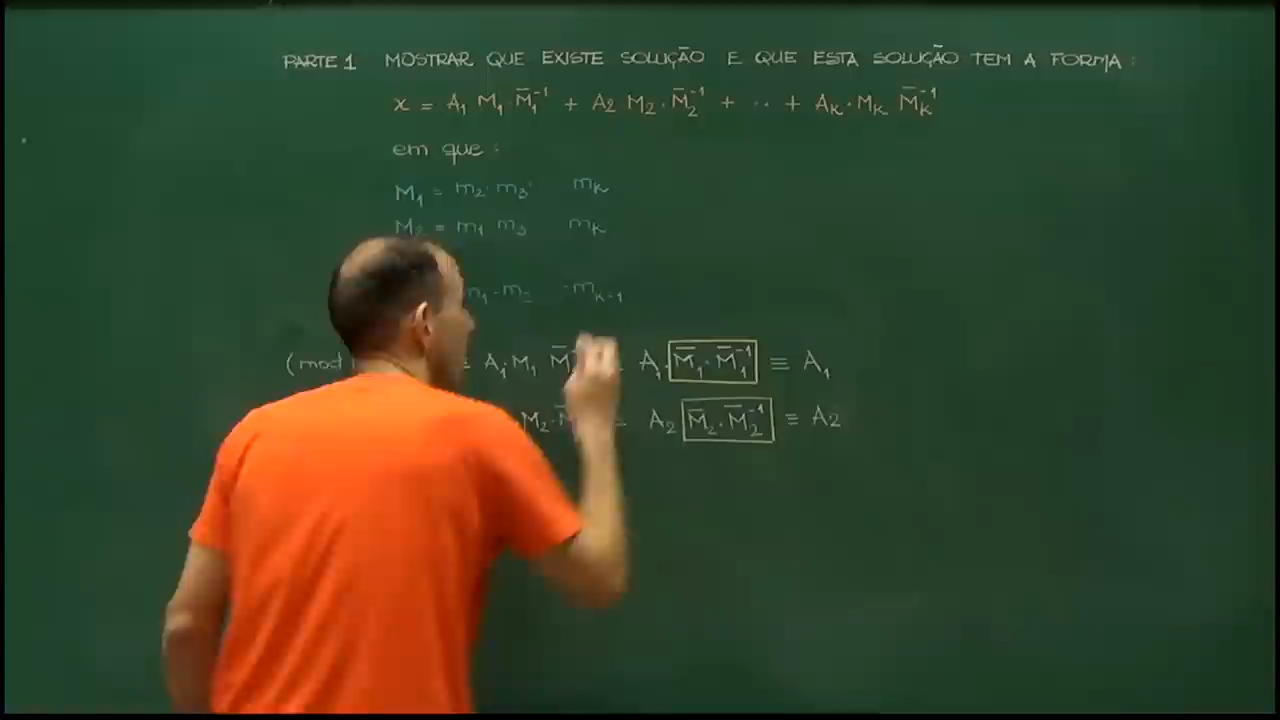 PARTE 1 MOSTRAR QUE EXISTE SOLUÇÃO E QUE ESTA SOLUÇÃO TEM A FORMA:
x = A₁ M₁·M̄₁⁻¹ + A₂ M₂·M̄₂⁻¹ + ·· + Aₖ·Mₖ M̄ₖ⁻¹
em que:
M₁ = m₂· m₃· mₖ
M₂ = m₁ m₃ mₖ
m₁·m₂ ·mₖ₋₁
(mod ≡ A₁·M₁ M̄ ≡ A₁·M̄₁·M̄₁⁻¹ ≡ A₁
M₂·M̄ ≡ A₂ M̄₂·M̄₂⁻¹ ≡ A₂